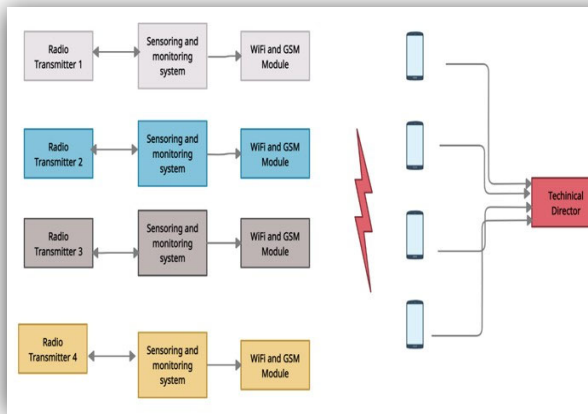 Radio
Transmitter 1
Sensoring and
monitoring
system
WiFi and GSM
Module
Radio
Transmitter 2
Sensoring and
monitoring
system
WiFi and GSM
Module
Radio
Transmitter 3
Sensoring and
monitoring
system
WiFi and GSM
Module
Radio
Transmitter 4
Sensoring and
monitoring
system
WiFi and GSM
Module
Techinical
Director